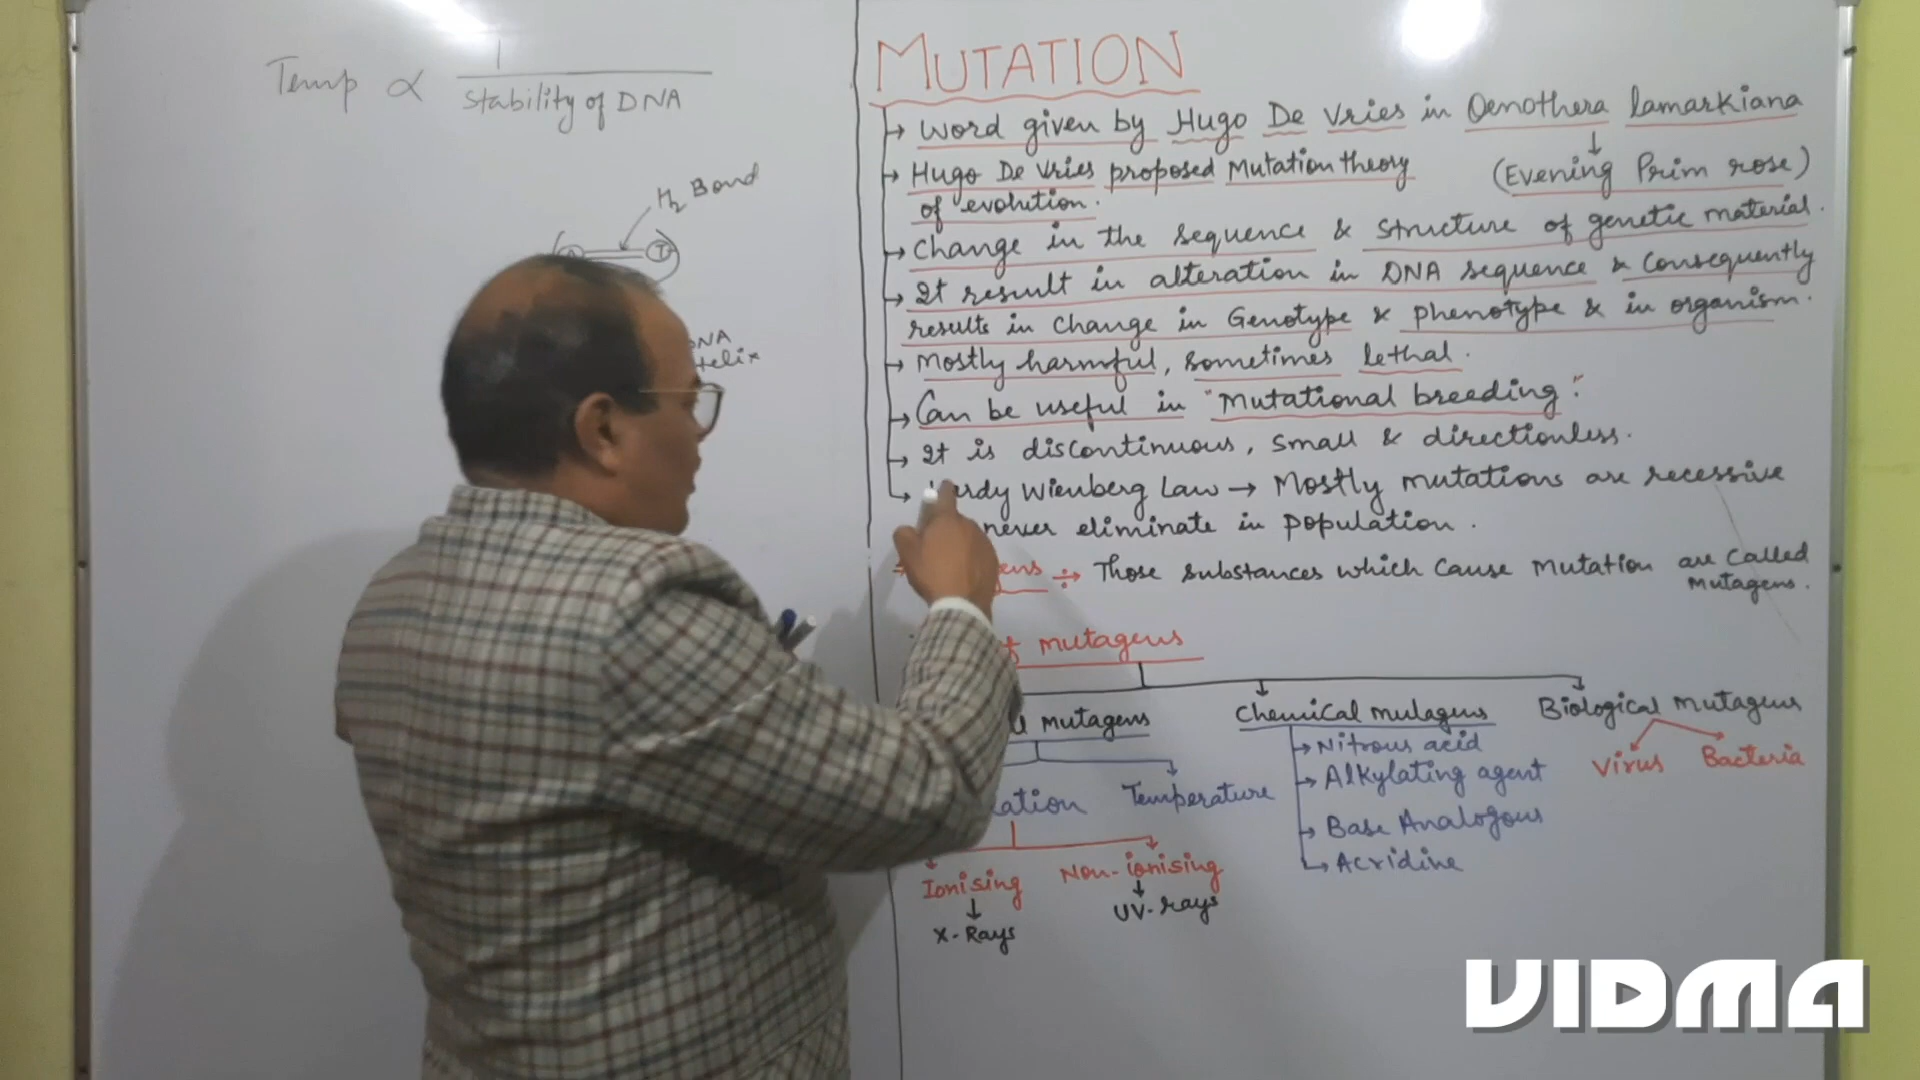 Temp ∝ 1
stability of DNA
H2 Bond
T
DNA
Helix
MUTATION
→ word given by Hugo De Vries in Oenothera lamarkiana
(Evening Prim rose)
→ Hugo De Vries proposed Mutation theory
of evolution.
→ change in the sequence & structure of genetic material.
→ It result in alteration in DNA sequence & consequently
results in change in Genotype & phenotype & in organism.
→ Mostly harmful, sometimes lethal.
→ Can be useful in "Mutational breeding".
→ It is discontinuous, small & directionless.
→ Wienberg Law → Mostly mutations are recessive
never eliminate in population.
÷→ Those substances which cause mutation are called
Mutagens.
mutagens
mutagens
Chemical mutagens
Biological mutagens
→ Nitrous acid
→ Alkylating agent
→ Base Analogous
→ Acridine
Virus
Bacteria
Temperature
Ionising
Non-ionising
X-Rays
UV-rays
VIDMA